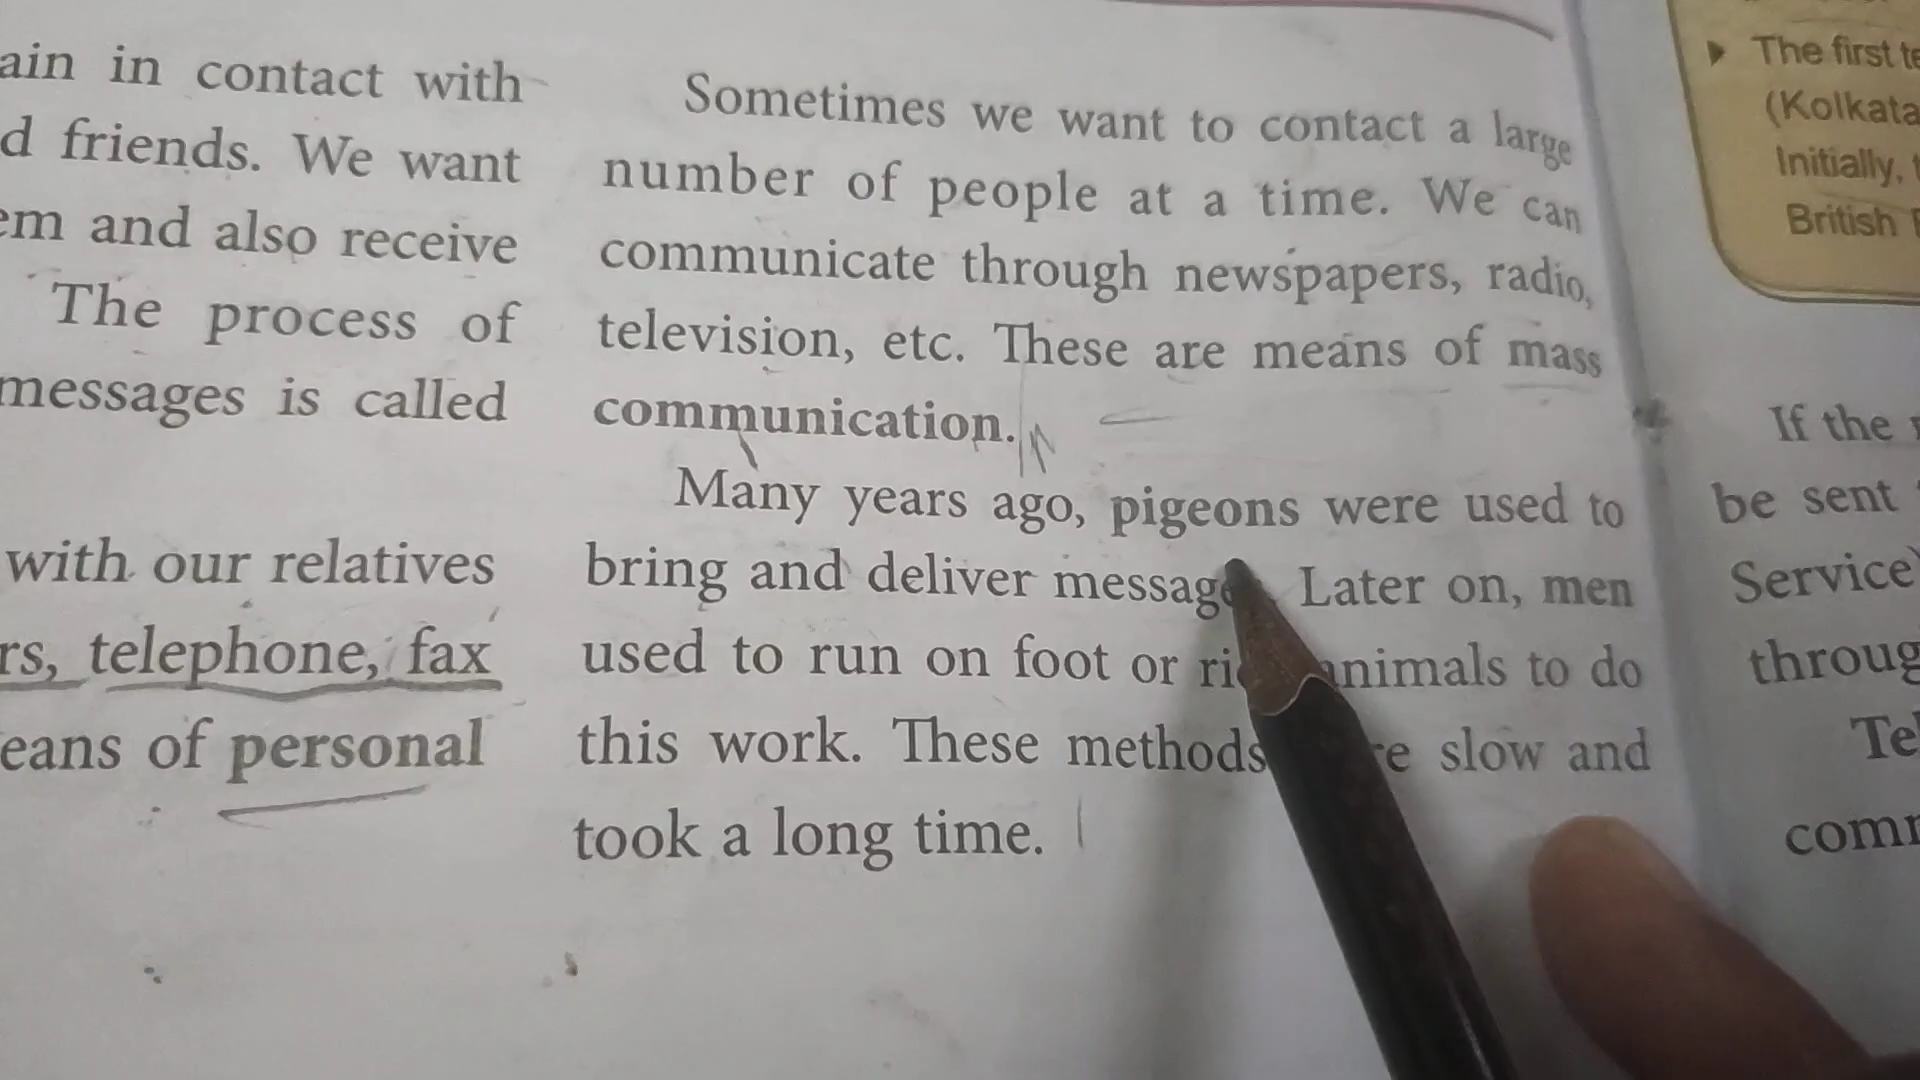 ain in contact with
d friends. We want
em and also receive
The process of
messages is called
with our relatives
rs, telephone, fax
eans of personal
Sometimes we want to contact a large
number of people at a time. We can
communicate through newspapers, radio,
television, etc. These are means of mass
communication.
Many years ago, pigeons were used to
bring and deliver message Later on, men
used to run on foot or ri animals to do
this work. These methods re slow and
took a long time.
The first te
(Kolkata
Initially,
British
If the
be sent
Service
throug
Te
com